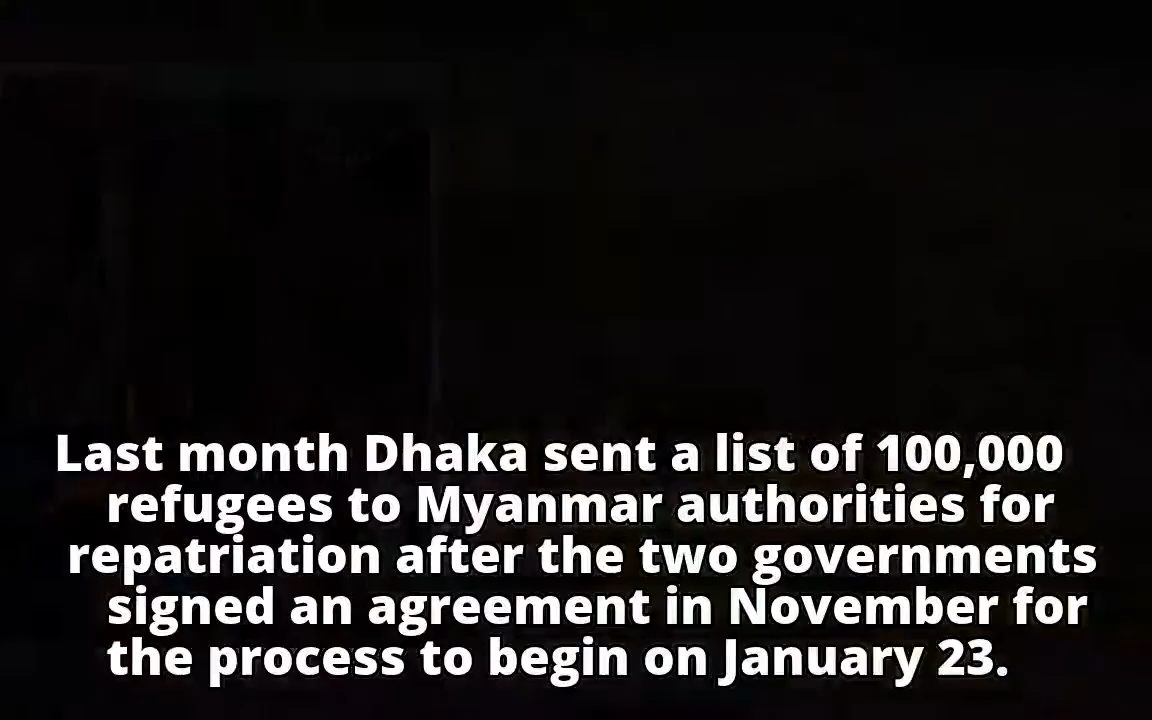 Last month Dhaka sent a list of 100,000
refugees to Myanmar authorities for
repatriation after the two governments
signed an agreement in November for
the process to begin on January 23.